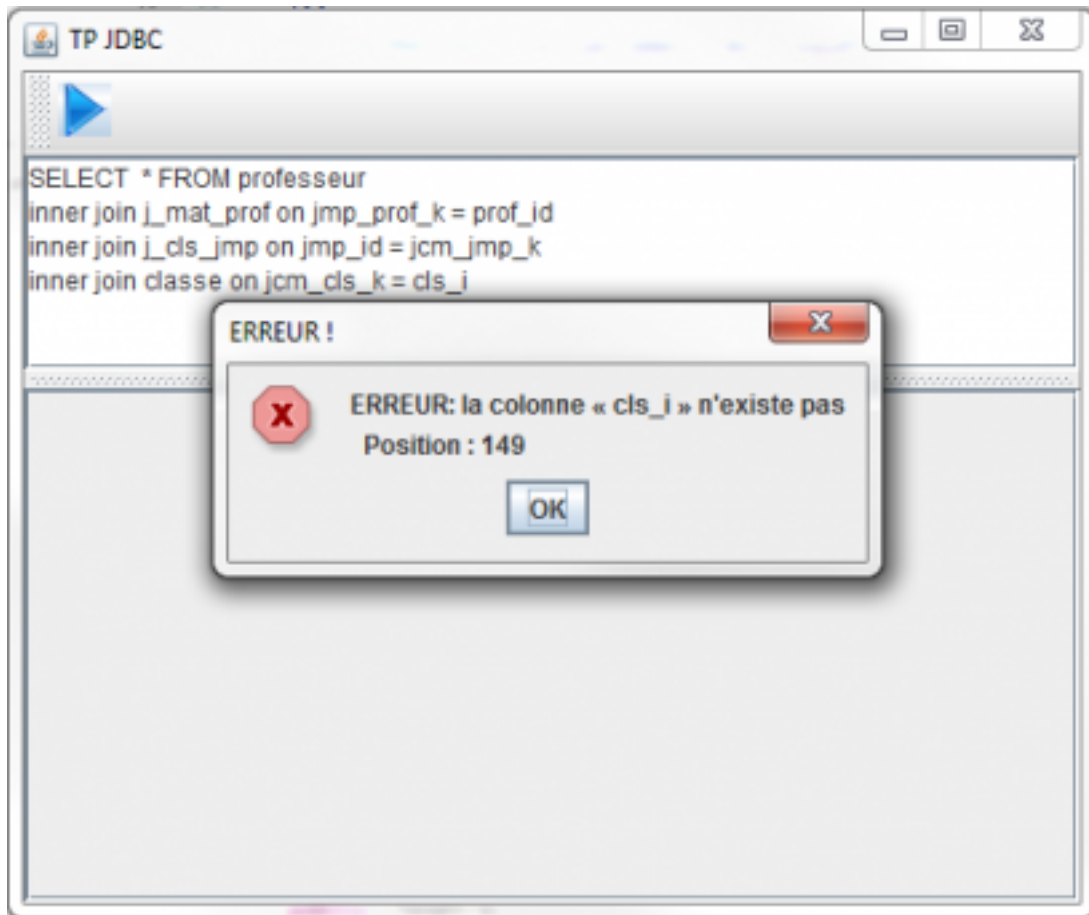 TP JDBC
SELECT  * FROM professeur
inner join j_mat_prof on jmp_prof_k = prof_id
inner join j_cls_jmp on jmp_id = jcm_jmp_k
inner join classe on jcm_cls_k = cls_i
ERREUR !
ERREUR: la colonne « cls_i » n'existe pas
Position : 149
OK